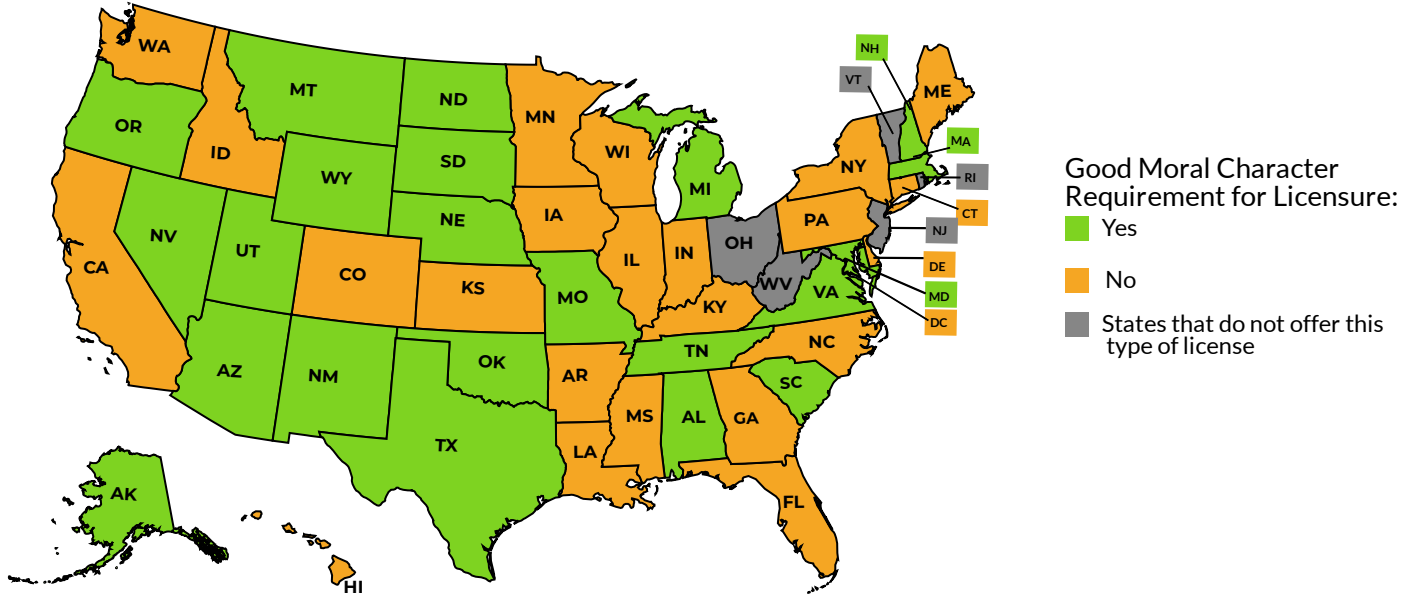 NH
VT
WA
MT
ND
ME
MN
OR
MA
ID
WI
SD
NY
RI
WY
MI
IA
PA
CT
NE
NV
NJ
UT
OH
IN
IL
CO
CA
DE
KS
WV
VA
MD
MO
KY
DC
NC
TN
OK
AZ
NM
AR
SC
MS
AL
GA
TX
LA
AK
FL
HI
Good Moral Character
Requirement for Licensure:
Yes
No
States that do not offer this
type of license